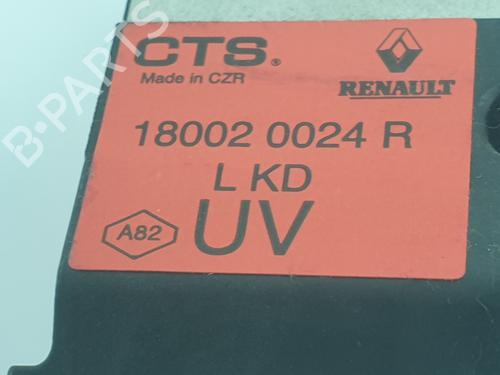 CTS®
Made in CZR
RENAULT
18002 0024 R
L KD
A82
UV
B-PARTS